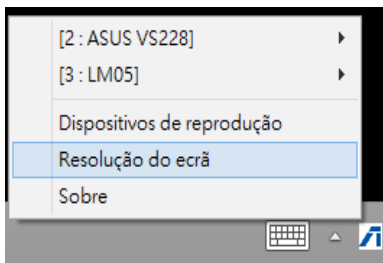 [2 : ASUS VS228]
[3 : LM05]
Dispositivos de reprodução
Resolução do ecrã
Sobre